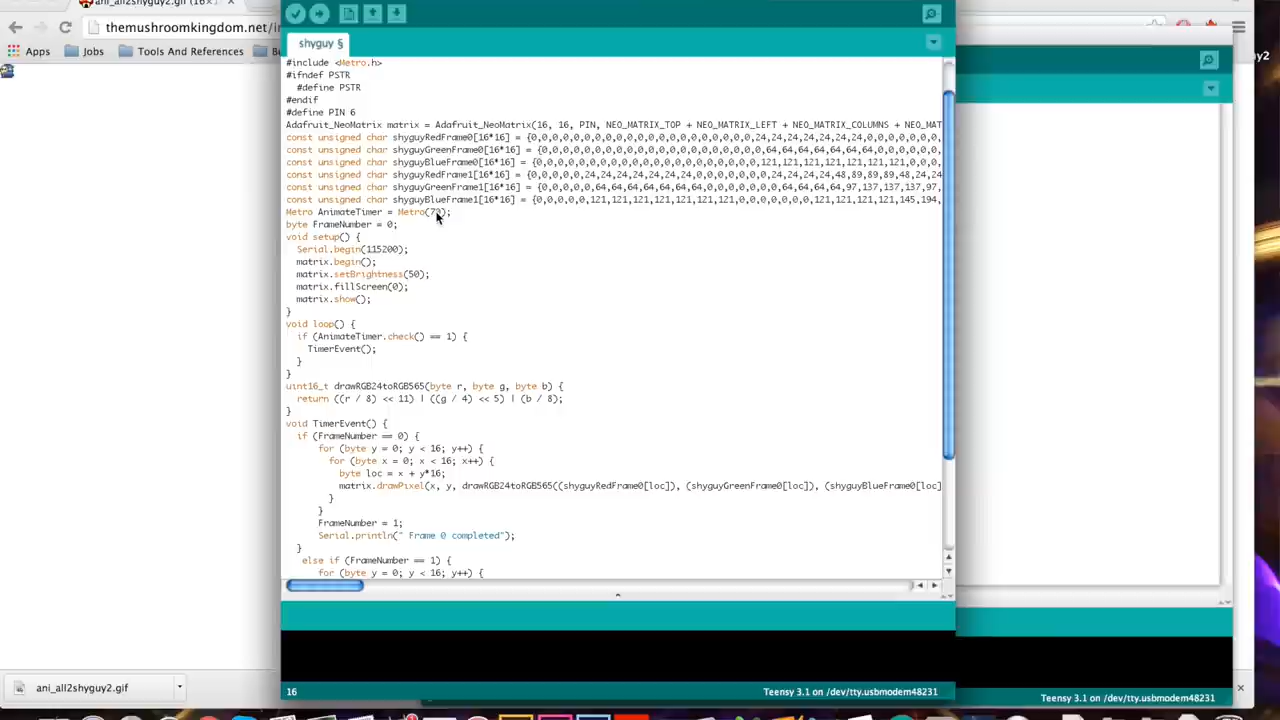 ani_all2shyguy2.gif (16×
themushroomkingdom.net/i
Apps
Jobs
Tools And References
shyguy §
#include <Metro.h>
#ifndef PSTR
#define PSTR
#endif
#define PIN 6
Adafruit_NeoMatrix matrix = Adafruit_NeoMatrix(16, 16, PIN, NEO_MATRIX_TOP + NEO_MATRIX_LEFT + NEO_MATRIX_COLUMNS + NEO_MAT
const unsigned char shyguyRedFrame0[16*16] = {0,0,0,0,0,0,0,0,0,0,0,0,0,0,0,0,0,0,0,0,0,0,24,24,24,24,24,24,24,0,0,0,0,0,0,
const unsigned char shyguyGreenFrame0[16*16] = {0,0,0,0,0,0,0,0,0,0,0,0,0,0,0,0,0,0,0,0,0,0,64,64,64,64,64,64,64,0,0,0,0,0,0,
const unsigned char shyguyBlueFrame0[16*16] = {0,0,0,0,0,0,0,0,0,0,0,0,0,0,0,0,0,0,0,0,0,0,121,121,121,121,121,121,121,0,0,0,
const unsigned char shyguyRedFrame1[16*16] = {0,0,0,0,0,24,24,24,24,24,24,24,0,0,0,0,0,0,0,24,24,24,24,48,89,89,89,48,24,24
const unsigned char shyguyGreenFrame1[16*16] = {0,0,0,0,0,64,64,64,64,64,64,64,0,0,0,0,0,0,0,64,64,64,64,97,137,137,137,97,
const unsigned char shyguyBlueFrame1[16*16] = {0,0,0,0,0,121,121,121,121,121,121,121,0,0,0,0,0,0,0,121,121,121,121,145,194,
Metro AnimateTimer =
byte FrameNumber = 0;
void setup() {
Serial.begin(115200);
matrix.begin();
matrix.setBrightness(50);
matrix.fillScreen(0);
matrix.show();
}
void loop() {
if (AnimateTimer.check() == 1) {
TimerEvent();
}
}
uint16_t drawRGB24toRGB565(byte r, byte g, byte b) {
return ((r / 8) << 11) | ((g / 4) << 5) | (b / 8);
}
void TimerEvent() {
if (FrameNumber == 0) {
for (byte y = 0; y < 16; y++) {
for (byte x = 0; x < 16; x++) {
byte loc = x + y*16;
matrix.drawPixel(x, y, drawRGB24toRGB565((shyguyRedFrame0[loc]), (shyguyGreenFrame0[loc]), (shyguyBlueFrame0[loc]
}
}
FrameNumber = 1;
Serial.println(" Frame 0 completed");
}
else if (FrameNumber == 1) {
for (byte y = 0; y < 16; y++) {
16
Teensy 3.1 on /dev/tty.usbmodem48231
Teensy 3.1 on /dev/tty.usbmodem48231
ani_all2shyguy2.gif